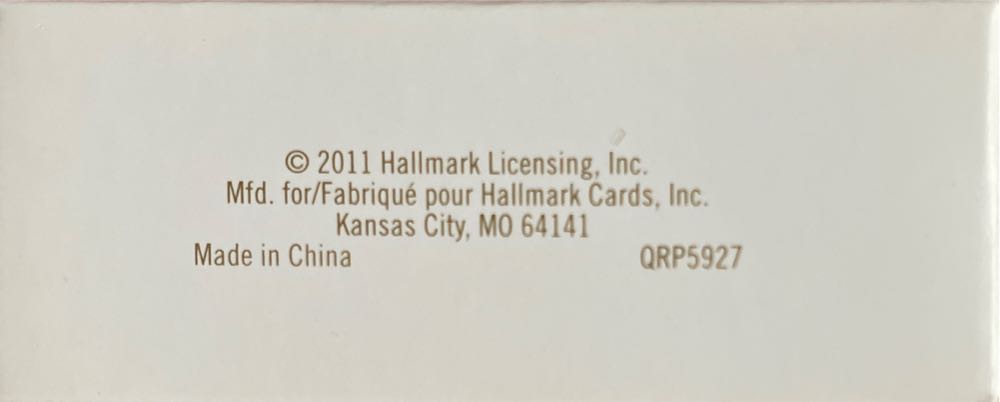 © 2011 Hallmark Licensing, Inc.
Mfd. for/Fabriqué pour Hallmark Cards, Inc.
Kansas City, MO 64141
Made in China QRP5927